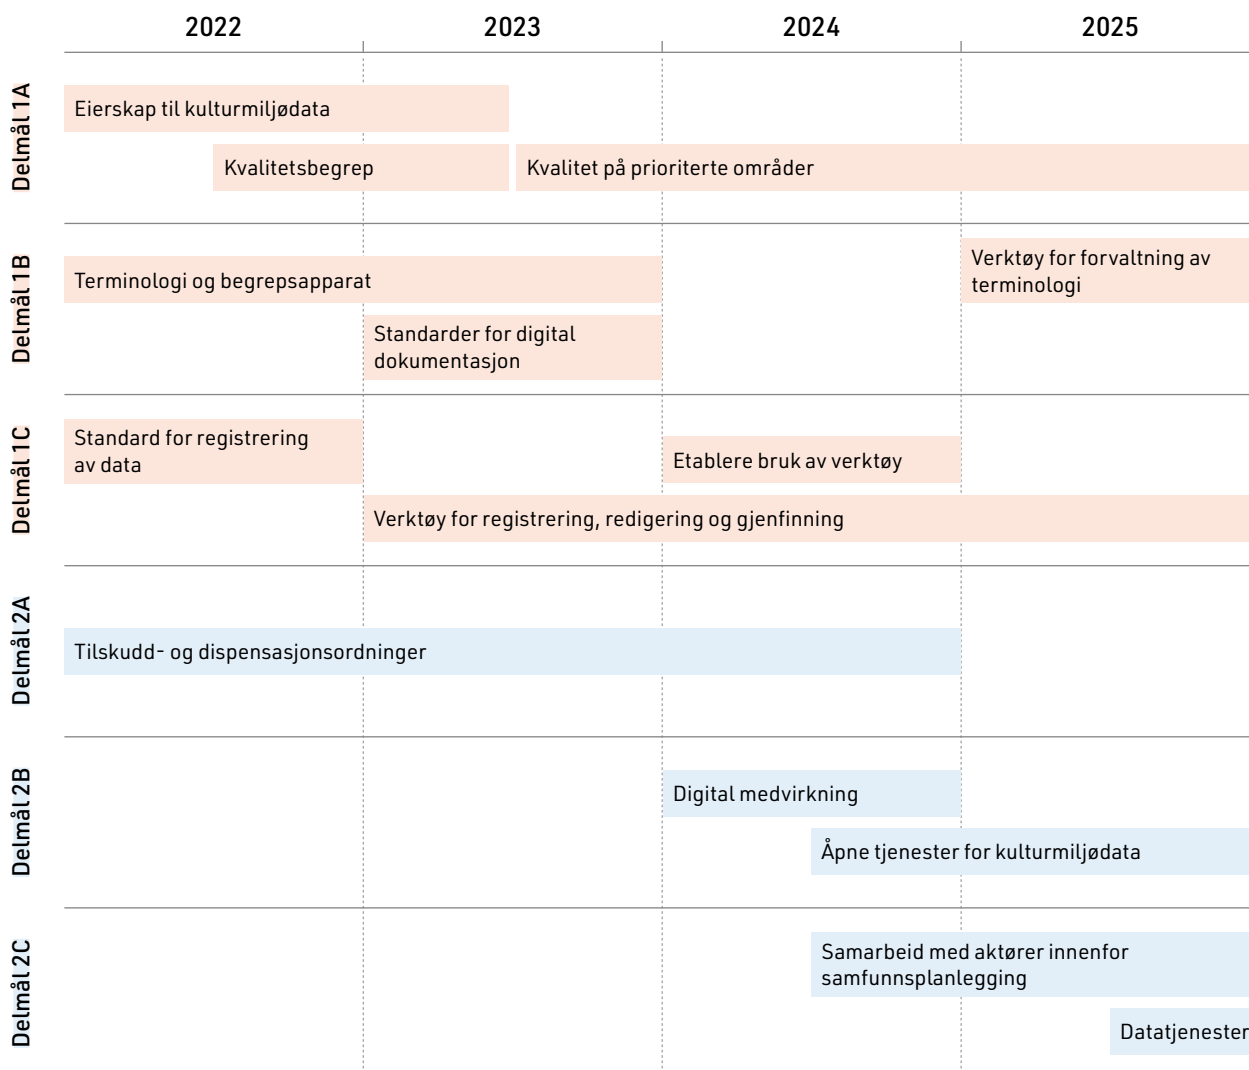 2022 2023 2024 2025
Delmål 1A
Eierskap til kulturmiljødata
Kvalitetsbegrep Kvalitet på prioriterte områder
Delmål 1B
Terminologi og begrepsapparat
Verktøy for forvaltning av
terminologi
Standarder for digital
dokumentasjon
Delmål 1C
Standard for registrering
av data
Etablere bruk av verktøy
Verktøy for registrering, redigering og gjenfinning
Delmål 2A
Tilskudd- og dispensasjonsordninger
Delmål 2B
Digital medvirkning
Åpne tjenester for kulturmiljødata
Delmål 2C
Samarbeid med aktører innenfor
samfunnsplanlegging
Datatjenester